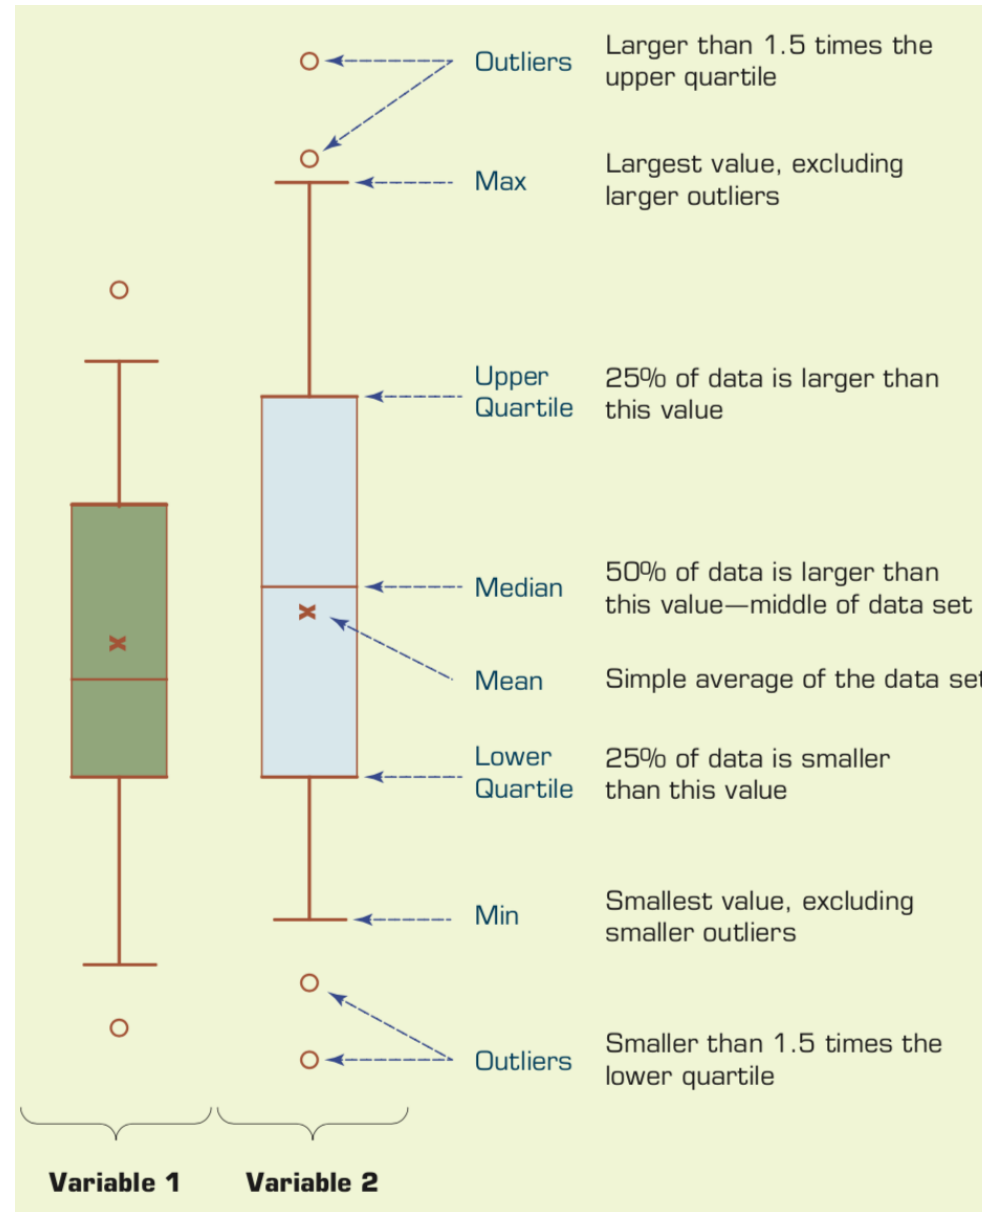 Outliers
Larger than 1.5 times the
upper quartile
Max
Largest value, excluding
larger outliers
Upper
Quartile
25% of data is larger than
this value
Median
50% of data is larger than
this value—middle of data set
Mean
Simple average of the data set
Lower
Quartile
25% of data is smaller
than this value
Min
Smallest value, excluding
smaller outliers
Outliers
Smaller than 1.5 times the
lower quartile
Variable 1
Variable 2